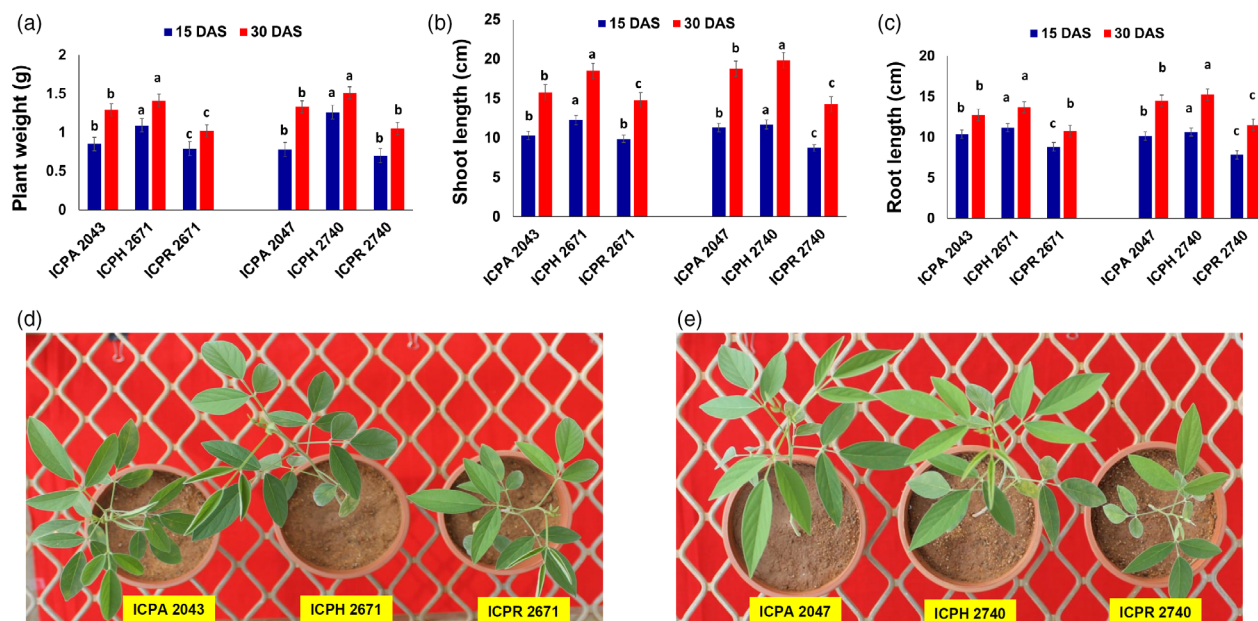 (a)
15 DAS 30 DAS
Plant weight (g)
2
1.5
1
0.5
0
b b a a c c b b a a b b
ICPA 2043
ICPH 2671
ICPR 2671
ICPA 2047
ICPH 2740
ICPR 2740
(b)
15 DAS 30 DAS
Shoot length (cm)
25
20
15
10
5
0
b b a a b c b b a a c c
ICPA 2043
ICPH 2671
ICPR 2671
ICPA 2047
ICPH 2740
ICPR 2740
(c)
15 DAS 30 DAS
Root length (cm)
20
15
10
5
0
b b a a c b b b a a c c
ICPA 2043
ICPH 2671
ICPR 2671
ICPA 2047
ICPH 2740
ICPR 2740
(d)
ICPA 2043
ICPH 2671
ICPR 2671
(e)
ICPA 2047
ICPH 2740
ICPR 2740